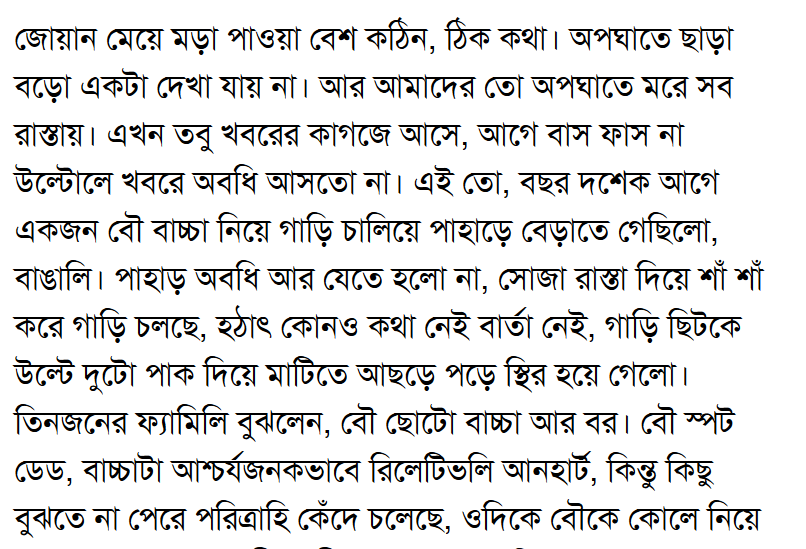 জোয়ান মেয়ে মড়া পাওয়া বেশ কঠিন, ঠিক কথা। অপঘাতে ছাড়া
বড়ো একটা দেখা যায় না। আর আমাদের তো অপঘাতে মরে সব
রাস্তায়। এখন তবু খবরের কাগজে আসে, আগে বাস ফাস না
উল্টোলে খবরে অবধি আসতো না। এই তো, বছর দশেক আগে
একজন বৌ বাচ্চা নিয়ে গাড়ি চালিয়ে পাহাড়ে বেড়াতে গেছিলো,
বাঙালি। পাহাড় অবধি আর যেতে হলো না, সোজা রাস্তা দিয়ে শাঁ শাঁ
করে গাড়ি চলছে, হঠাৎ কোনও কথা নেই বার্তা নেই, গাড়ি ছিটকে
উল্টে দুটো পাক দিয়ে মাটিতে আছড়ে পড়ে স্থির হয়ে গেলো।
তিনজনের ফ্যামিলি বুঝলেন, বৌ ছোটো বাচ্চা আর বর। বৌ স্পট
ডেড, বাচ্চাটা আশ্চর্যজনকভাবে রিলেটিভলি আনহার্ট, কিন্তু কিছু
বুঝতে না পেরে পরিত্রাহি কেঁদে চলেছে, ওদিকে বৌকে কোলে নিয়ে